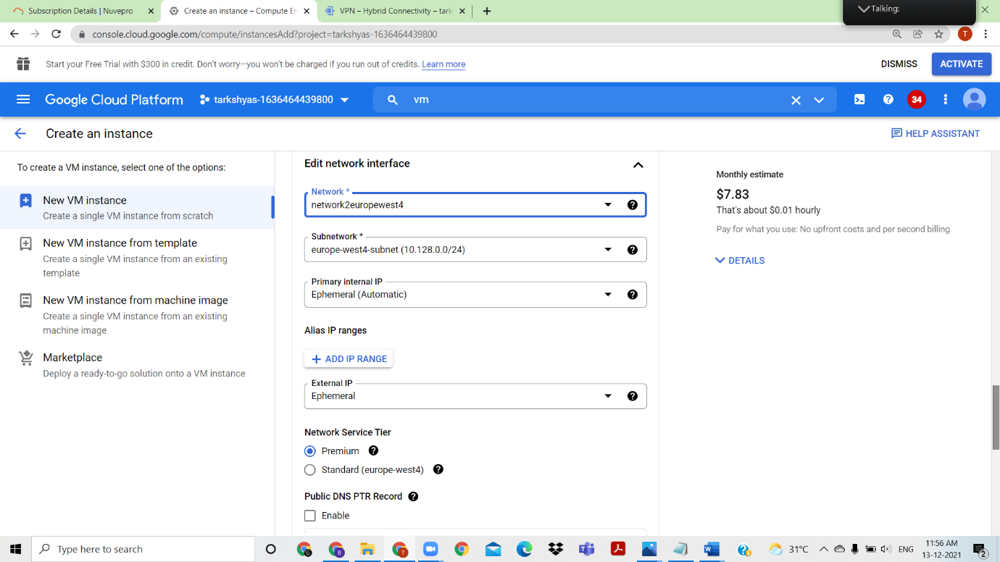 Subscription Details | Nuvepro
Create an instance – Compute En
VPN – Hybrid Connectivity – tark
Talking:
console.cloud.google.com/compute/instancesAdd?project=tarkshyas-1636464439800
T
Start your Free Trial with $300 in credit. Don't worry—you won't be charged if you run out of credits. Learn more
DISMISS
ACTIVATE
Google Cloud Platform
tarkshyas-1636464439800
vm
34
Create an instance
HELP ASSISTANT
To create a VM instance, select one of the options:
New VM instance
Create a single VM instance from scratch
New VM instance from template
Create a single VM instance from an existing
template
New VM instance from machine image
Create a single VM instance from an existing
machine image
Marketplace
Deploy a ready-to-go solution onto a VM instance
Edit network interface
Network *
network2europewest4
Subnetwork *
europe-west4-subnet (10.128.0.0/24)
Primary internal IP
Ephemeral (Automatic)
Alias IP ranges
ADD IP RANGE
External IP
Ephemeral
Network Service Tier
Premium
Standard (europe-west4)
Public DNS PTR Record
Enable
Monthly estimate
$7.83
That's about $0.01 hourly
Pay for what you use: No upfront costs and per second billing
DETAILS
Type here to search
31°C
ENG
11:56 AM
13-12-2021
2